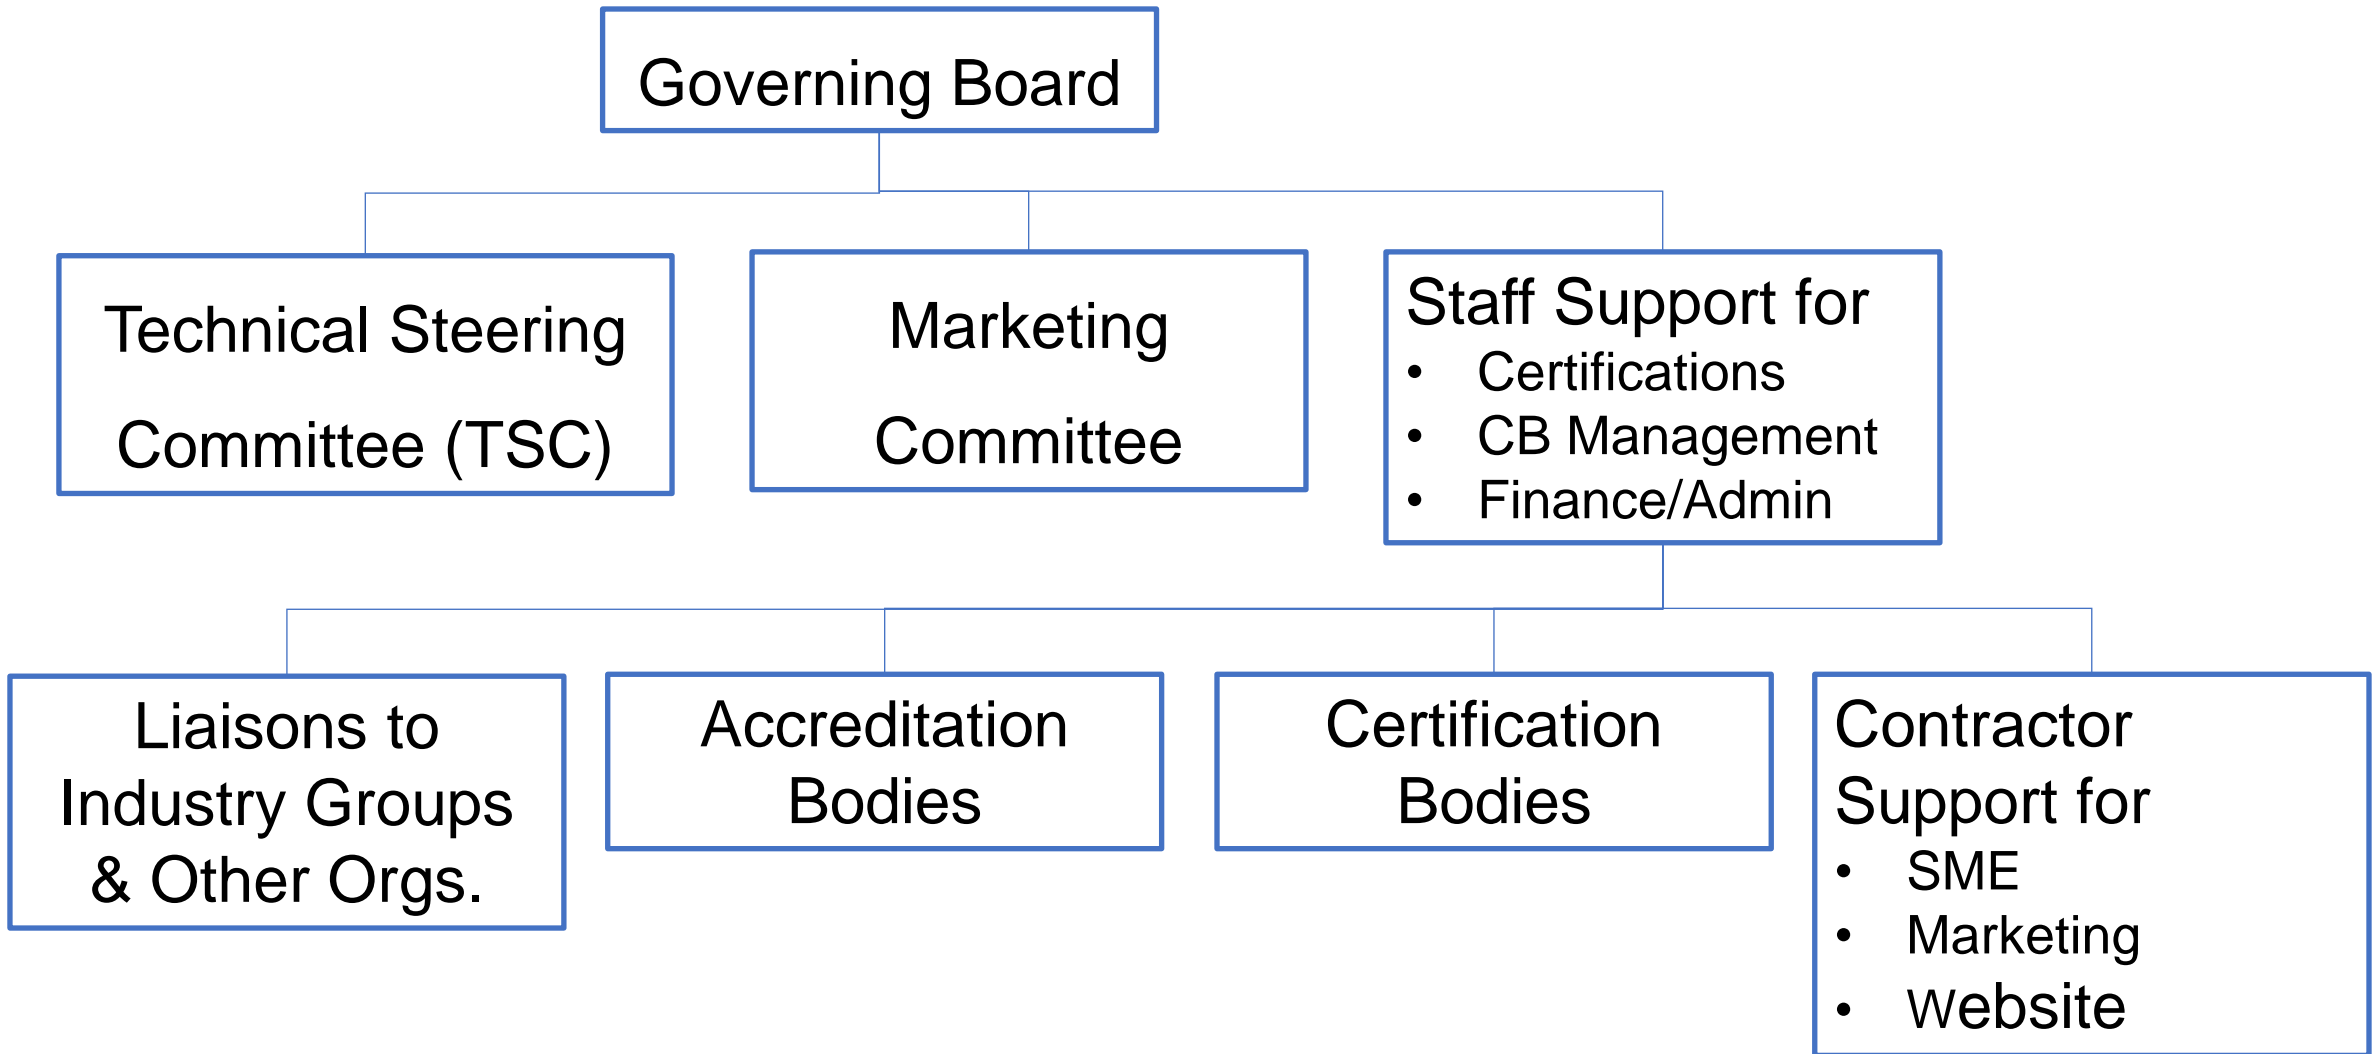 Governing Board
Technical Steering
Committee (TSC)
Marketing
Committee
Staff Support for
• Certifications
• CB Management
• Finance/Admin
Liaisons to
Industry Groups
& Other Orgs.
Accreditation
Bodies
Certification
Bodies
Contractor
Support for
• SME
• Marketing
• Website